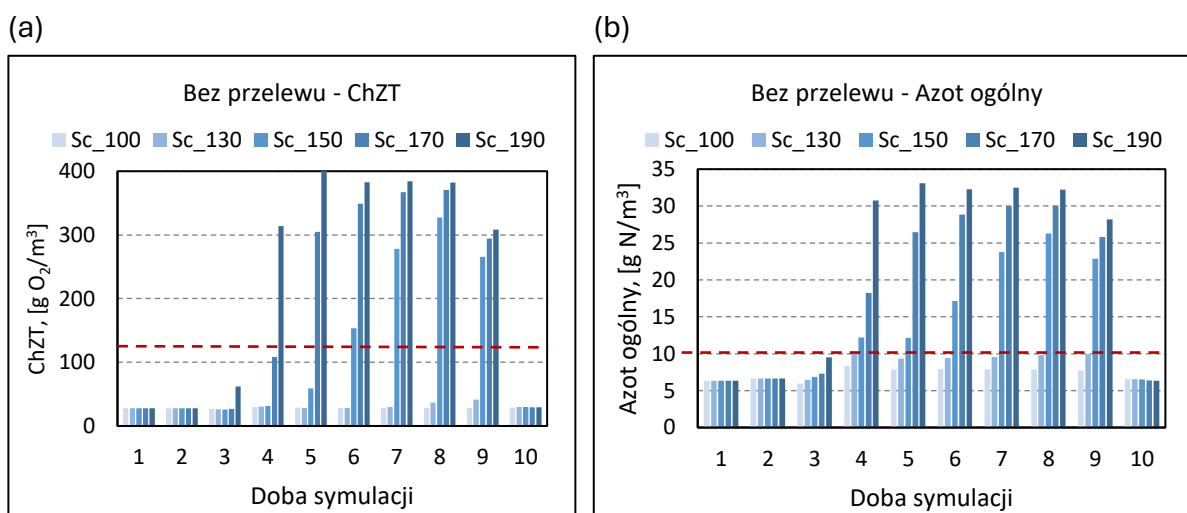 (a)
Bez przelewu - ChZT
Sc_100 Sc_130 Sc_150 Sc_170 Sc_190
ChZT, [g O₂/m³]
400
300
200
100
0
1 2 3 4 5 6 7 8 9 10
Doba symulacji
(b)
Bez przelewu - Azot ogólny
Sc_100 Sc_130 Sc_150 Sc_170 Sc_190
Azot ogólny, [g N/m³]
35
30
25
20
15
10
5
0
1 2 3 4 5 6 7 8 9 10
Doba symulacji